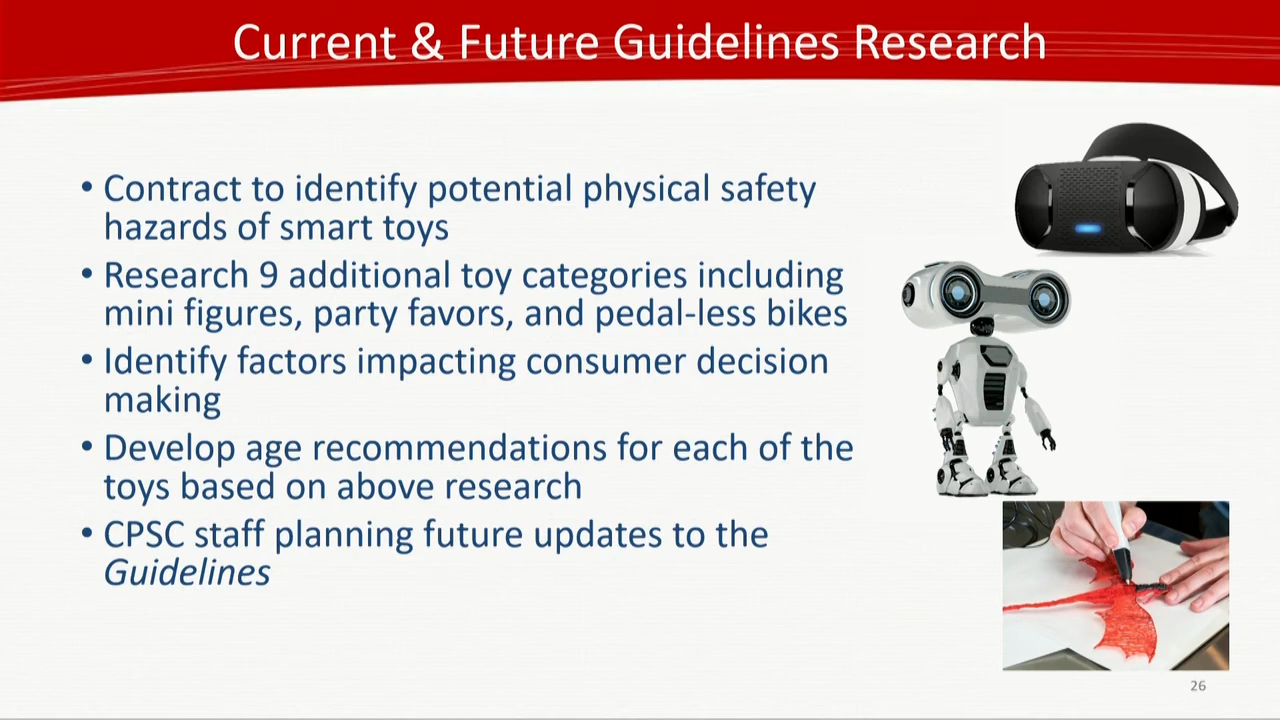 Current & Future Guidelines Research
• Contract to identify potential physical safety
hazards of smart toys
• Research 9 additional toy categories including
mini figures, party favors, and pedal-less bikes
• Identify factors impacting consumer decision
making
• Develop age recommendations for each of the
toys based on above research
• CPSC staff planning future updates to the
Guidelines
26